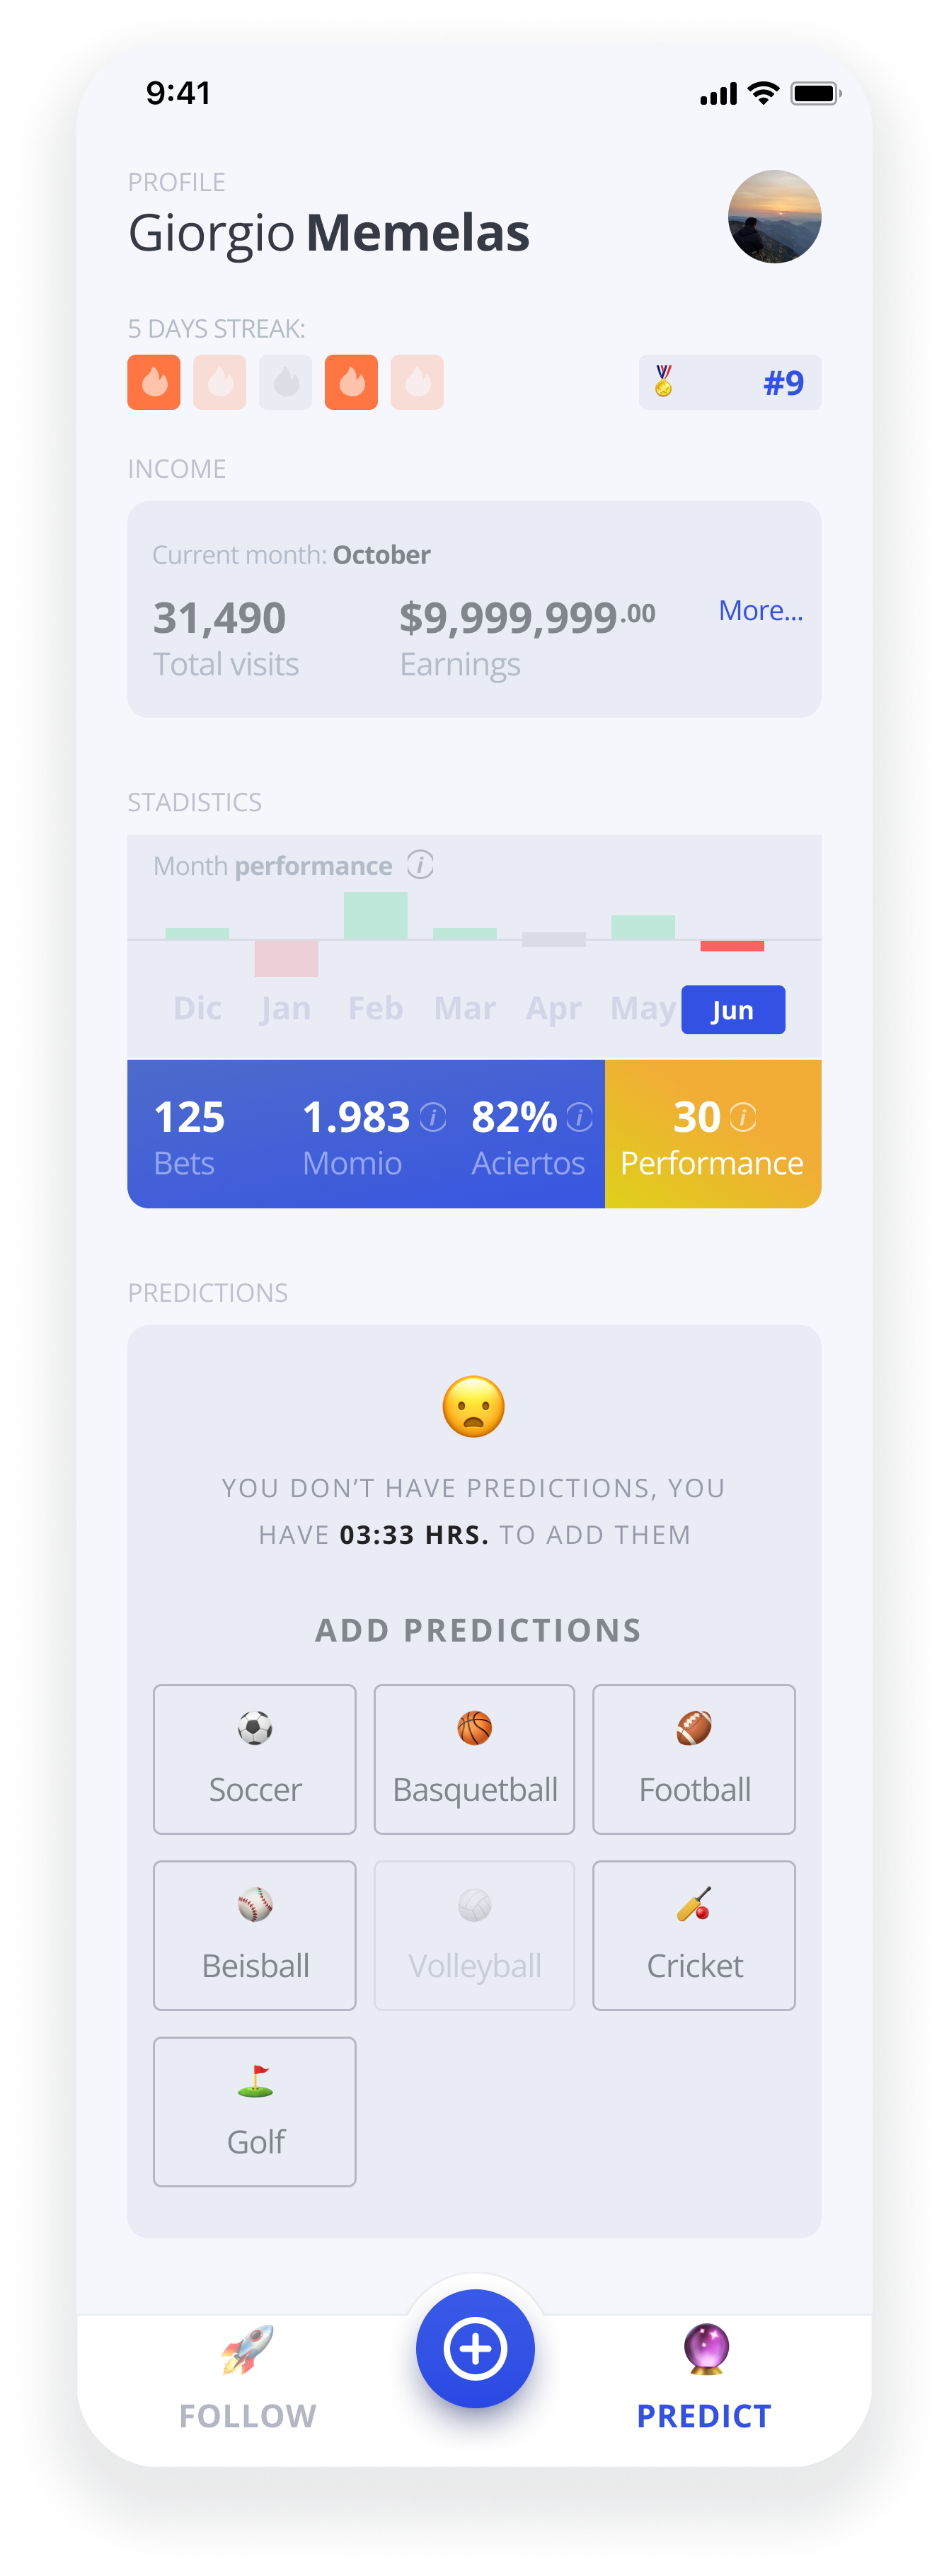 9:41
PROFILE
Giorgio Memelas
5 DAYS STREAK:
#9
INCOME
Current month: October
31,490 $9,999,999.00 More...
Total visits Earnings
STADISTICS
Month performance i
Dic Jan Feb Mar Apr May Jun
125 1.983 i 82% i 30 i
Bets Momio Aciertos Performance
PREDICTIONS
YOU DON’T HAVE PREDICTIONS, YOU
HAVE 03:33 HRS. TO ADD THEM
ADD PREDICTIONS
Soccer Basquetball Football
Beisball Volleyball Cricket
Golf
FOLLOW PREDICT